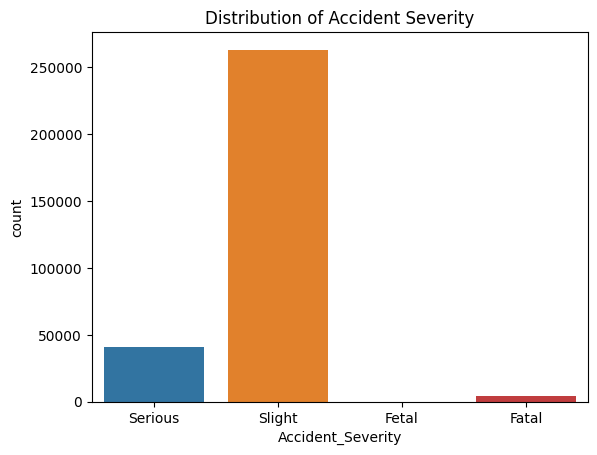 Distribution of Accident Severity
250000
200000
150000
100000
50000
0
count
Serious Slight Fetal Fatal
Accident_Severity